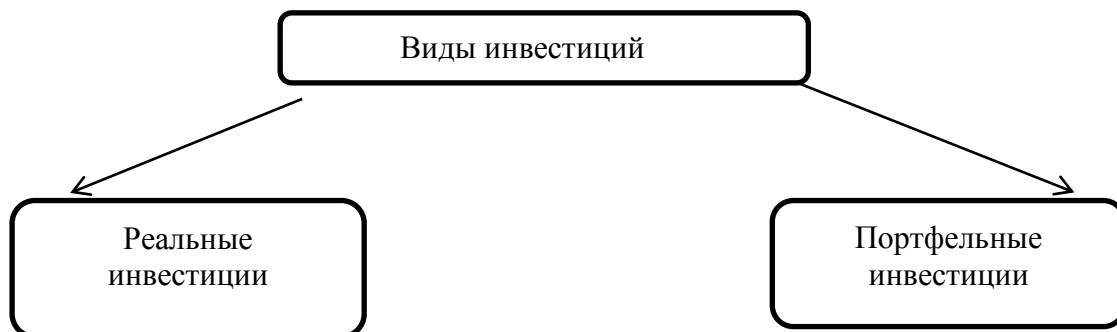 Виды инвестиций
Реальные
инвестиции
Портфельные
инвестиции